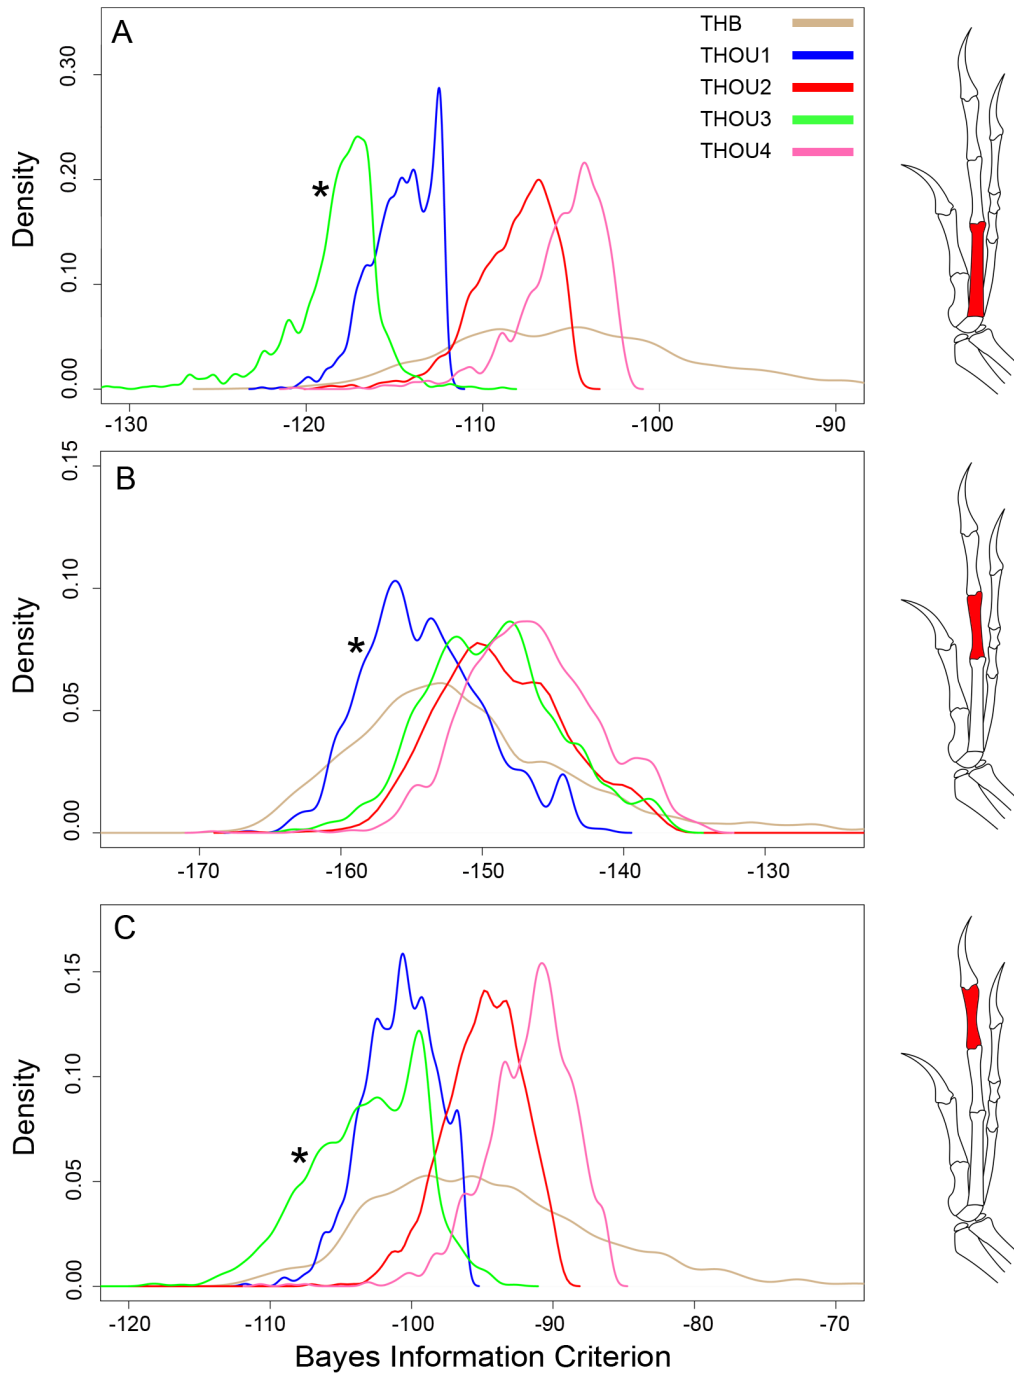 A
THB
THOU1
THOU2
THOU3
THOU4
*
Density
0.00
0.10
0.20
0.30
-130
-120
-110
-100
-90
B
*
Density
0.00
0.05
0.10
0.15
-170
-160
-150
-140
-130
C
*
Density
0.00
0.05
0.10
0.15
-120
-110
-100
-90
-80
-70
Bayes Information Criterion